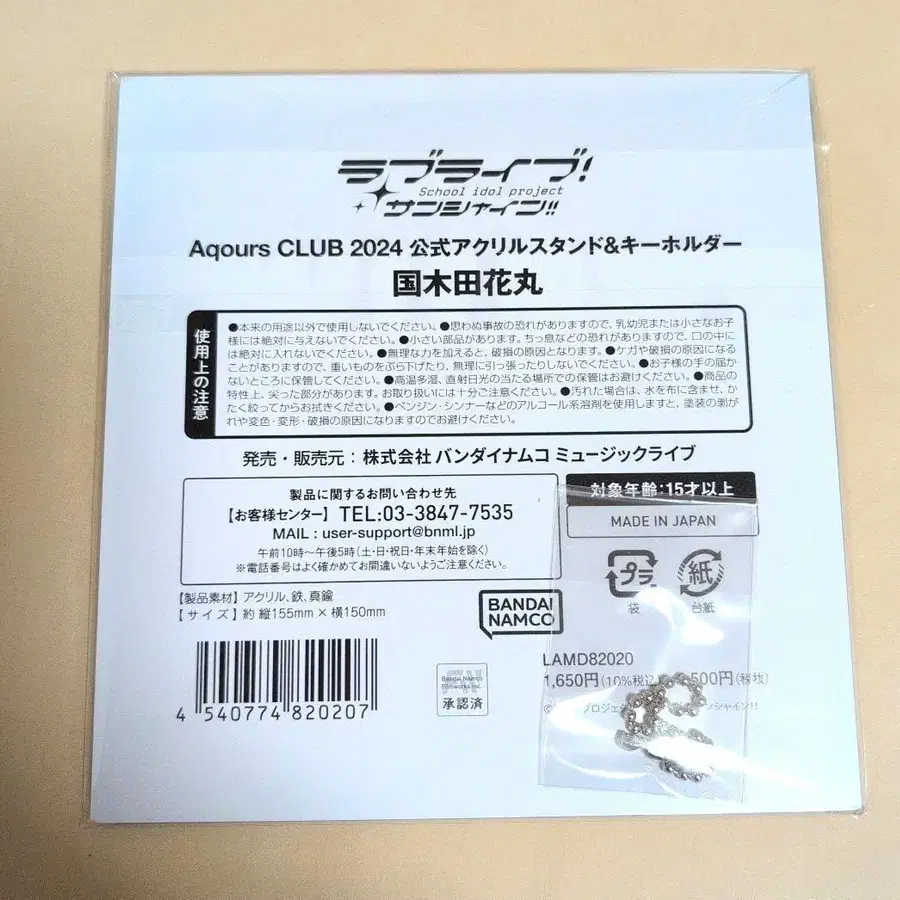 ラブライブ!
School idol project
サンシャイン!!
Aqours CLUB 2024 公式アクリルスタンド&キーホルダー
国木田花丸
使用上の注意
●本来の用途以外で使用しないでください。●思わぬ事故の恐れがありますので、乳幼児または小さなお子
様には絶対に与えないでください。●小さい部品があります。ちっ息などの恐れがありますので、口の中に
は絶対に入れないでください。●無理な力を加えると、破損の原因となります。●ケガや破損の原因になる
ことがありますので、重いものをぶら下げたり、無理に引っ張ったりしないでください。●お子様の手の届か
ないところに保管してください。●高温多湿、直射日光の当たる場所での保管はお避けください。●商品の
特性上、尖った部分があります。お取り扱いには十分ご注意ください。●汚れた場合は、水を布に含ませ、か
たく絞ってからお拭きください。●ベンジン・シンナーなどのアルコール系溶剤を使用しますと、塗装の剥が
れや変色・変形・破損の原因になりますのでお避けください。
発売・販売元:株式会社 バンダイナムコ ミュージックライブ
製品に関するお問い合わせ先
【お客様センター】 TEL:03-3847-7535
MAIL:user-support@bnml.jp
午前10時〜午後5時(土・日・祝日・年末年始を除く)
※電話番号はよく確かめてお間違いないようご注意ください。
対象年齢:15才以上
MADE IN JAPAN
プラ
紙
袋
台紙
【製品素材】アクリル、鉄、真鍮
【サイズ】約 縦155mm×横150mm
BANDAI
NAMCO
4 540774 820207
Bandai Namco
Filmworks Inc.
承認済
LAMD82020
1,650円(10%税込) 500円(税抜)
プロジェ ンシャイン!!